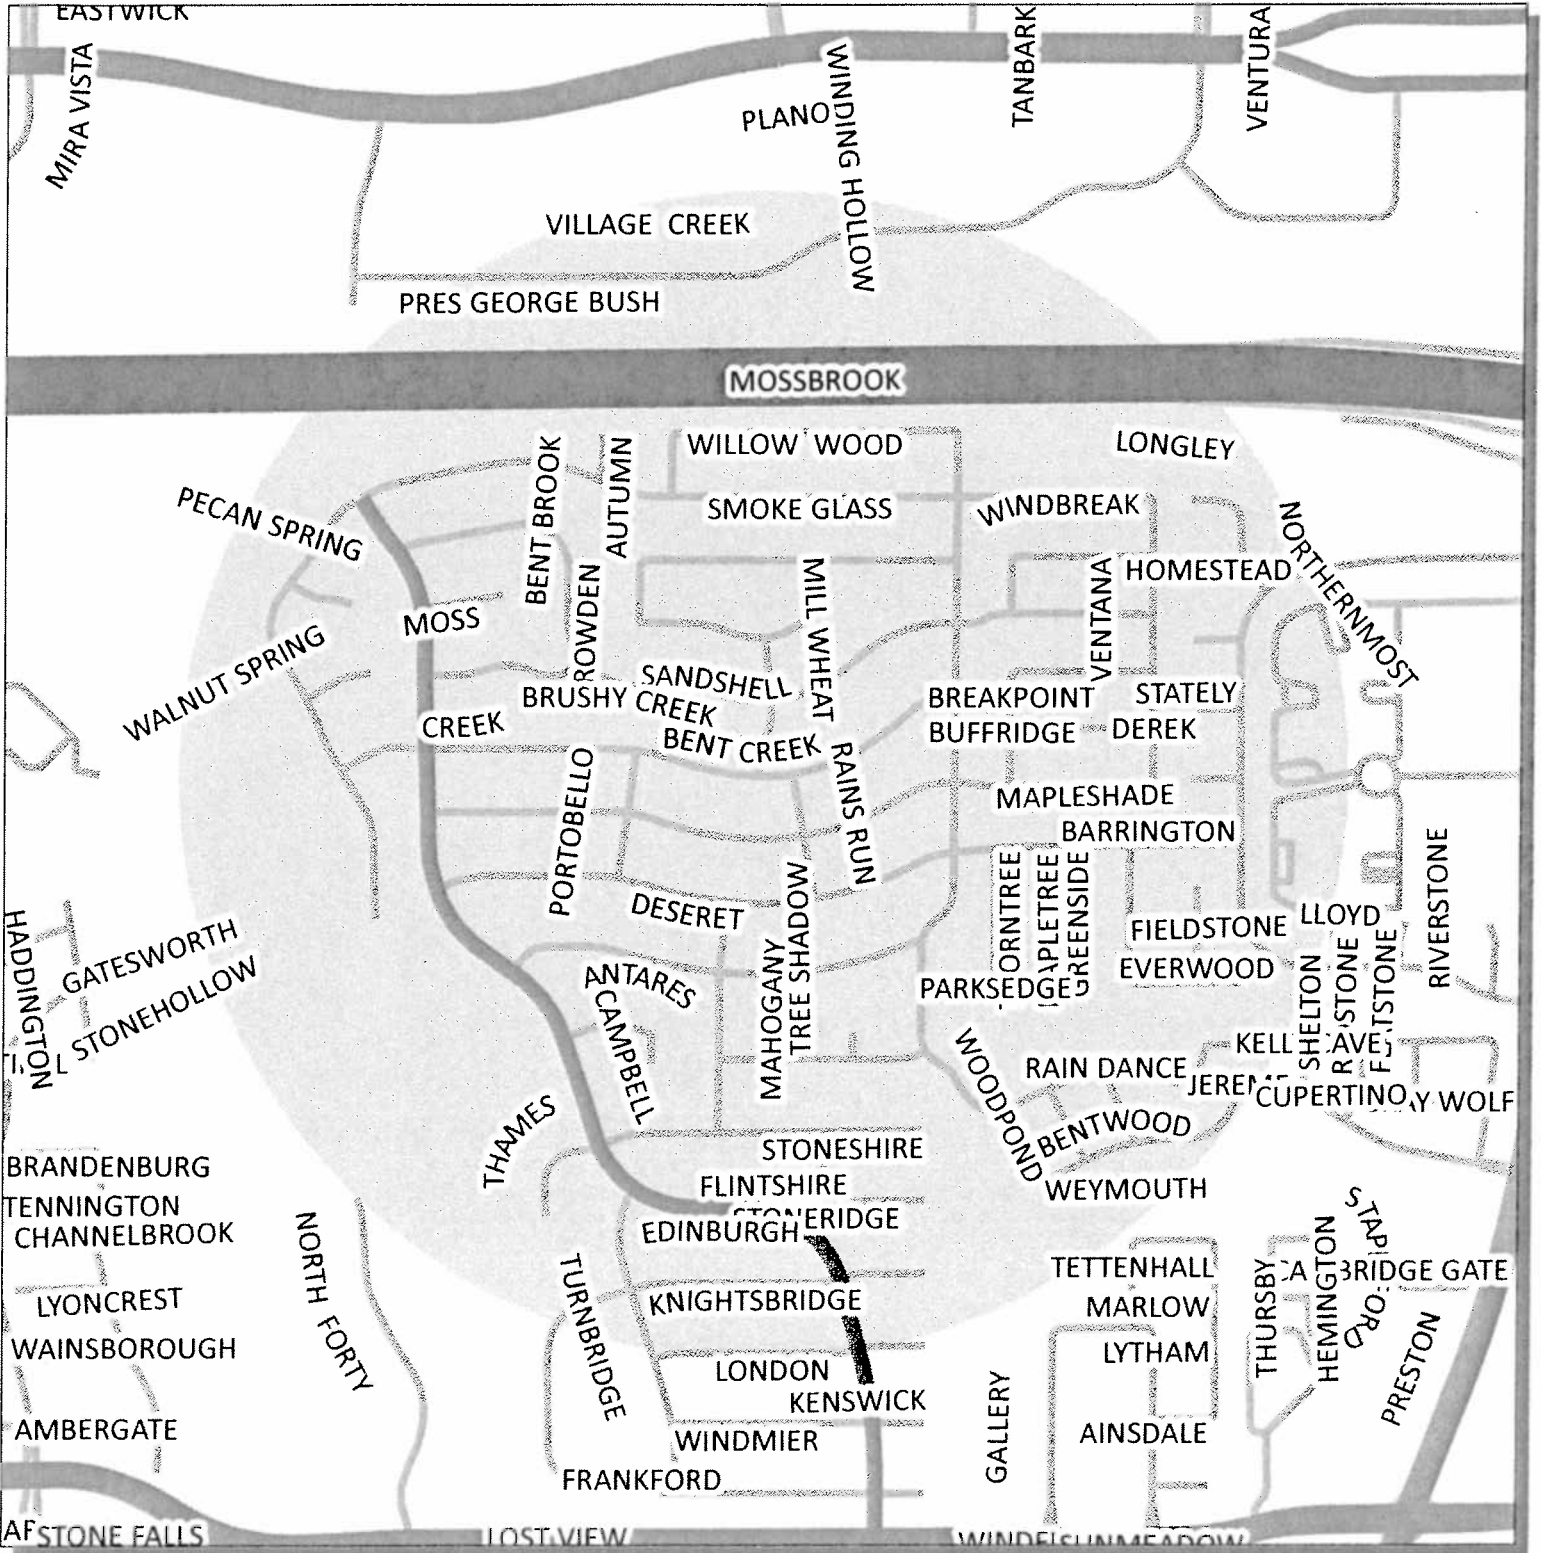 EASTWICK
MIRA VISTA
PLANO
WINDING HOLLOW
TANBARK
VENTURA
VILLAGE CREEK
PRES GEORGE BUSH
MOSSBROOK
WILLOW WOOD
LONGLEY
PECAN SPRING
BENT BROOK
AUTUMN
SMOKE GLASS
WINDBREAK
NORTHERNMOST
HOMESTEAD
ROWDEN
MILL WHEAT
VENTANA
MOSS
WALNUT SPRING
SANDSHELL
BRUSHY CREEK
BREAKPOINT
STATELY
CREEK
BENT CREEK
BUFFRIDGE
DEREK
PORTOBELLO
RAINS RUN
MAPLESHADE
BARRINGTON
RIVERSTONE
HADDINGTON
GATESWORTH
STONEHOLLOW
DESERET
TREE SHADOW
MAHOGANY
GREENSIDE
FIELDSTONE
LLOYD
EVERWOOD
PARKSEDGE
ANTARES
ACAMPBELL
SHELTON
WOODPOND
RAIN DANCE
CUPERTINO
WOLF
THAMES
BENTWOOD
STONESHIRE
BRANDENBURG
FLINTSHIRE
WEYMOUTH
TENNINGTON
CHANNELBROOK
STONERIDGE
EDINBURGH
NORTH FORTY
TURNBRIDGE
TETTENHALL
THURSBY
HEMINGTON
BRIDGE GATE
LYONCREST
KNIGHTSBRIDGE
MARLOW
WAINSBOROUGH
LYTHAM
PRESTON
LONDON
KENSWICK
GALLERY
AMBERGATE
WINDMIER
AINSDALE
FRANKFORD
STONE FALLS
LOST VIEW
SUNMEADOW